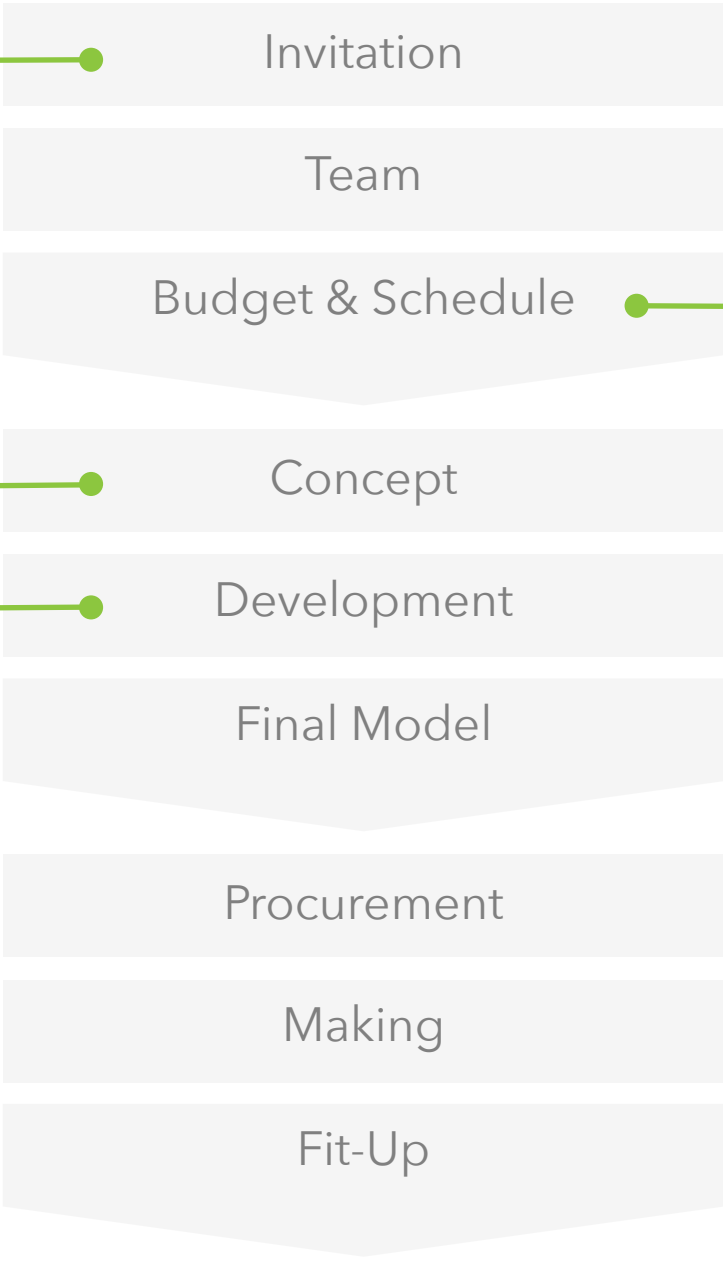 Invitation
Team
Budget & Schedule
Concept
Development
Final Model
Procurement
Making
Fit-Up